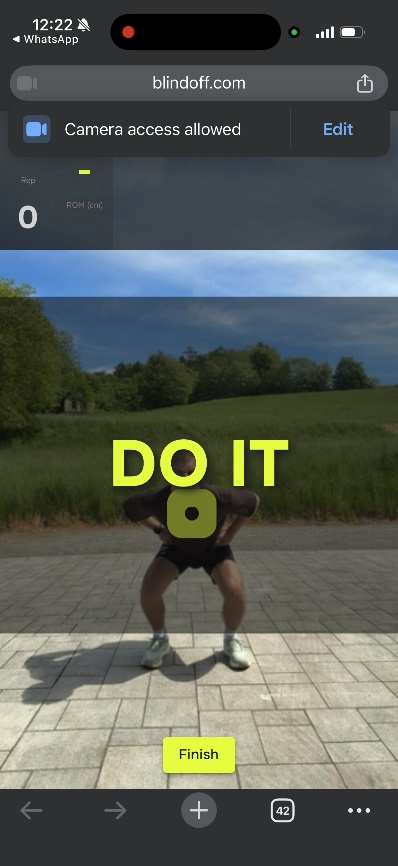 12:22
◄ WhatsApp
blindoff.com
Camera access allowed
Edit
-
Rep
ROM (cm)
0
DO IT
Finish
42